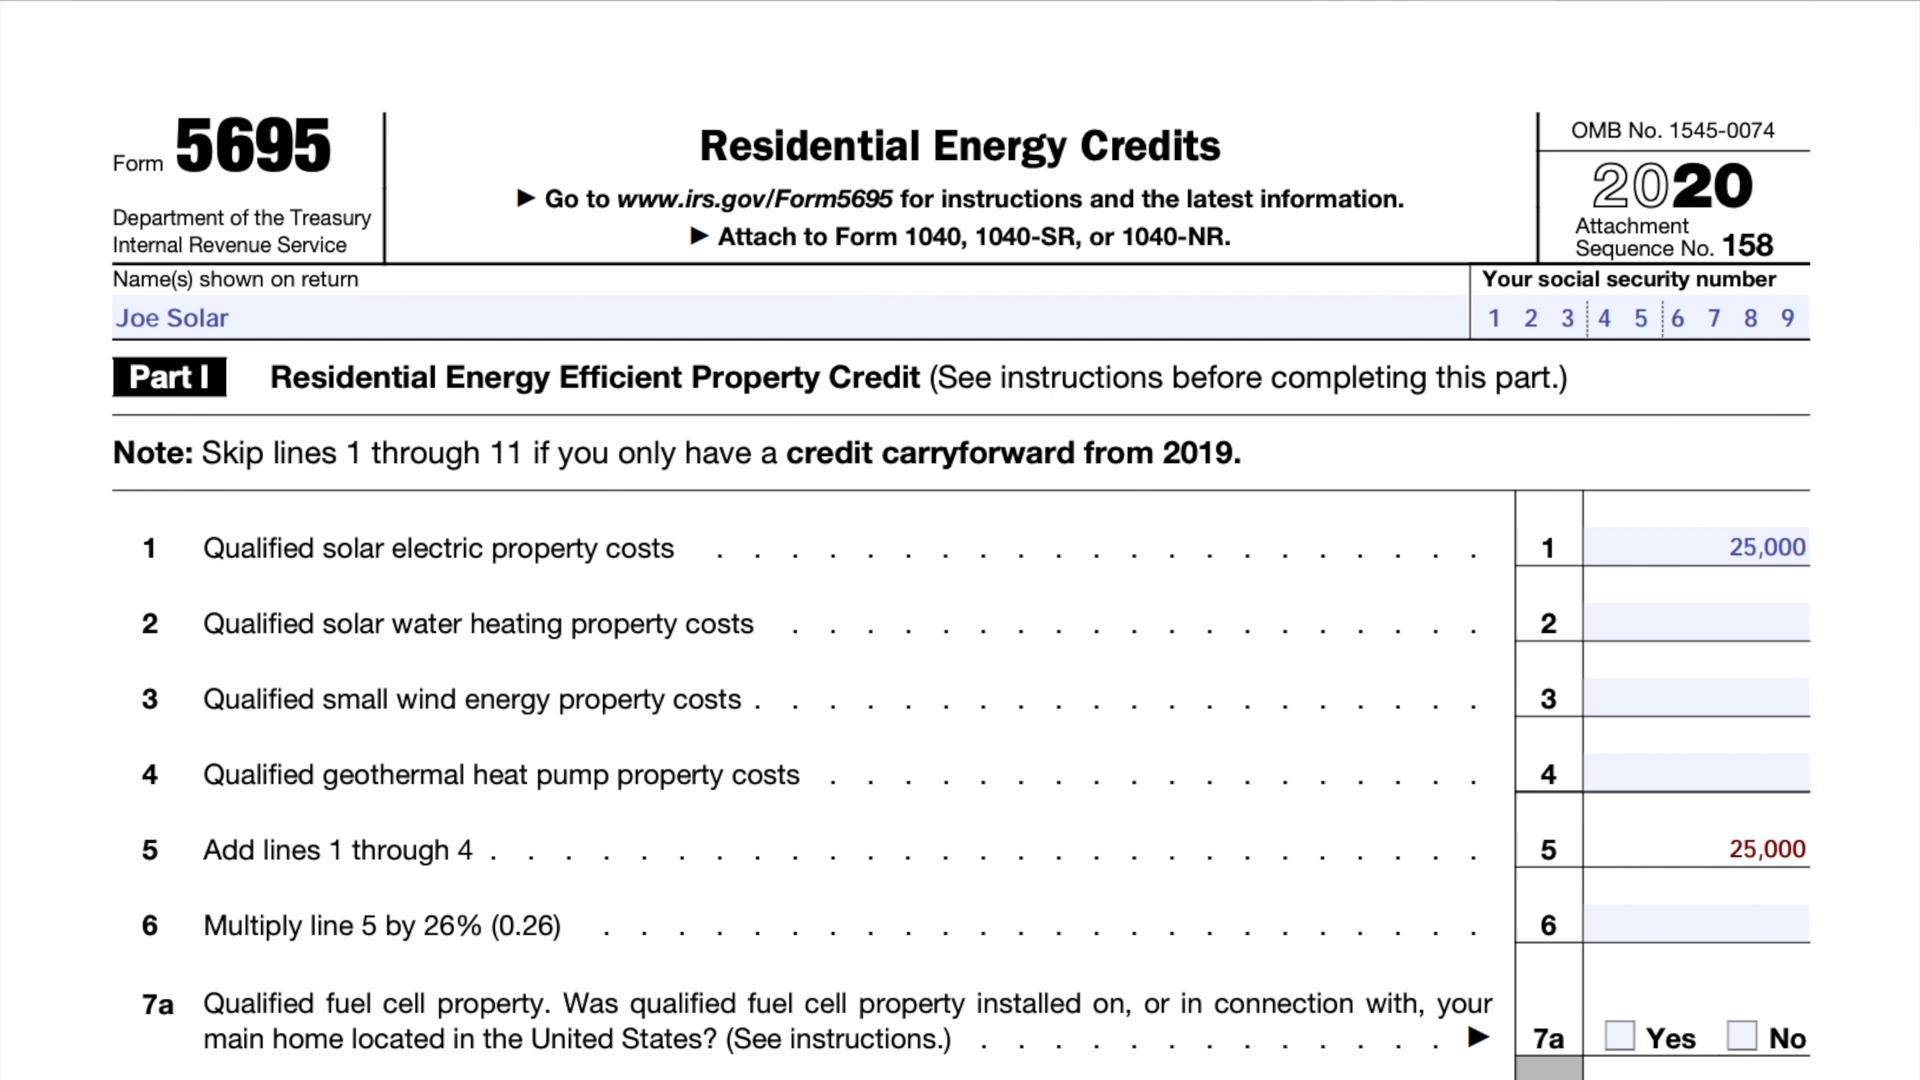 Form 5695
Department of the Treasury
Internal Revenue Service
Residential Energy Credits
▶ Go to www.irs.gov/Form5695 for instructions and the latest information.
▶ Attach to Form 1040, 1040-SR, or 1040-NR.
OMB No. 1545-0074
2020
Attachment
Sequence No. 158
Name(s) shown on return
Your social security number
Joe Solar
1 2 3 4 5 6 7 8 9
Part I Residential Energy Efficient Property Credit (See instructions before completing this part.)
Note: Skip lines 1 through 11 if you only have a credit carryforward from 2019.
1 Qualified solar electric property costs . . . . . . . . . . . . . . . . . . . . . 1 25,000
2 Qualified solar water heating property costs . . . . . . . . . . . . . . . . . . . 2
3 Qualified small wind energy property costs . . . . . . . . . . . . . . . . . . . . 3
4 Qualified geothermal heat pump property costs . . . . . . . . . . . . . . . . . . 4
5 Add lines 1 through 4 . . . . . . . . . . . . . . . . . . . . . . . . . . . 5 25,000
6 Multiply line 5 by 26% (0.26) . . . . . . . . . . . . . . . . . . . . . . . . 6
7a Qualified fuel cell property. Was qualified fuel cell property installed on, or in connection with, your
main home located in the United States? (See instructions.) . . . . . . . . . . . . . ▶ 7a Yes No